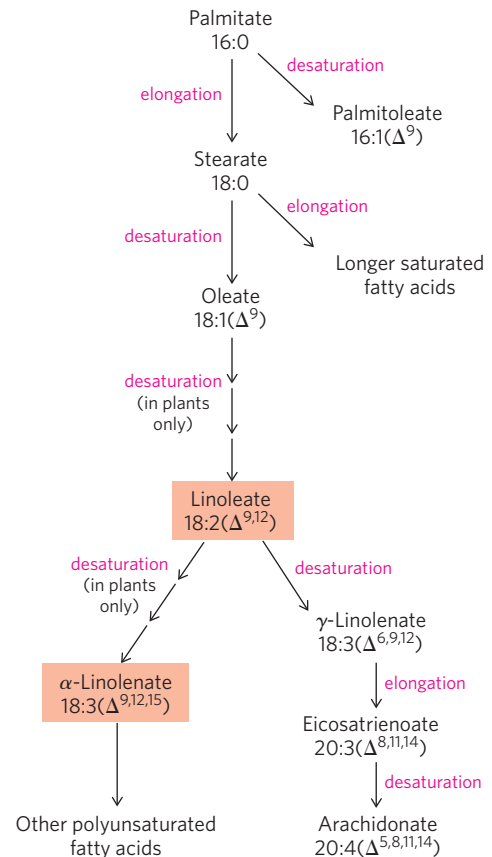 Palmitate
16:0
desaturation
elongation
Palmitoleate
16:1(Δ⁹)
Stearate
18:0
elongation
desaturation
Longer saturated
fatty acids
Oleate
18:1(Δ⁹)
desaturation
(in plants
only)
Linoleate
18:2(Δ⁹,¹²)
desaturation
(in plants
only)
desaturation
γ-Linolenate
18:3(Δ⁶,⁹,¹²)
α-Linolenate
18:3(Δ⁹,¹²,¹⁵)
elongation
Eicosatrienoate
20:3(Δ⁸,¹¹,¹⁴)
desaturation
Other polyunsaturated
fatty acids
Arachidonate
20:4(Δ⁵,⁸,¹¹,¹⁴)